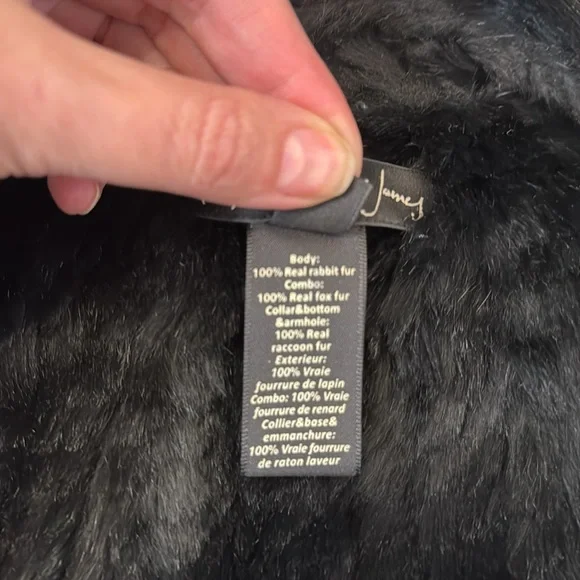 James
Body:
100% Real rabbit fur
Combo:
100% Real fox fur
Collar&bottom
&armhole:
100% Real
raccoon fur
Exterieur:
100% Vraie
fourrure de lapin
Combo: 100% Vraie
fourrure de renard
Collier&base&
emmanchure:
100% Vraie fourrure
de raton laveur